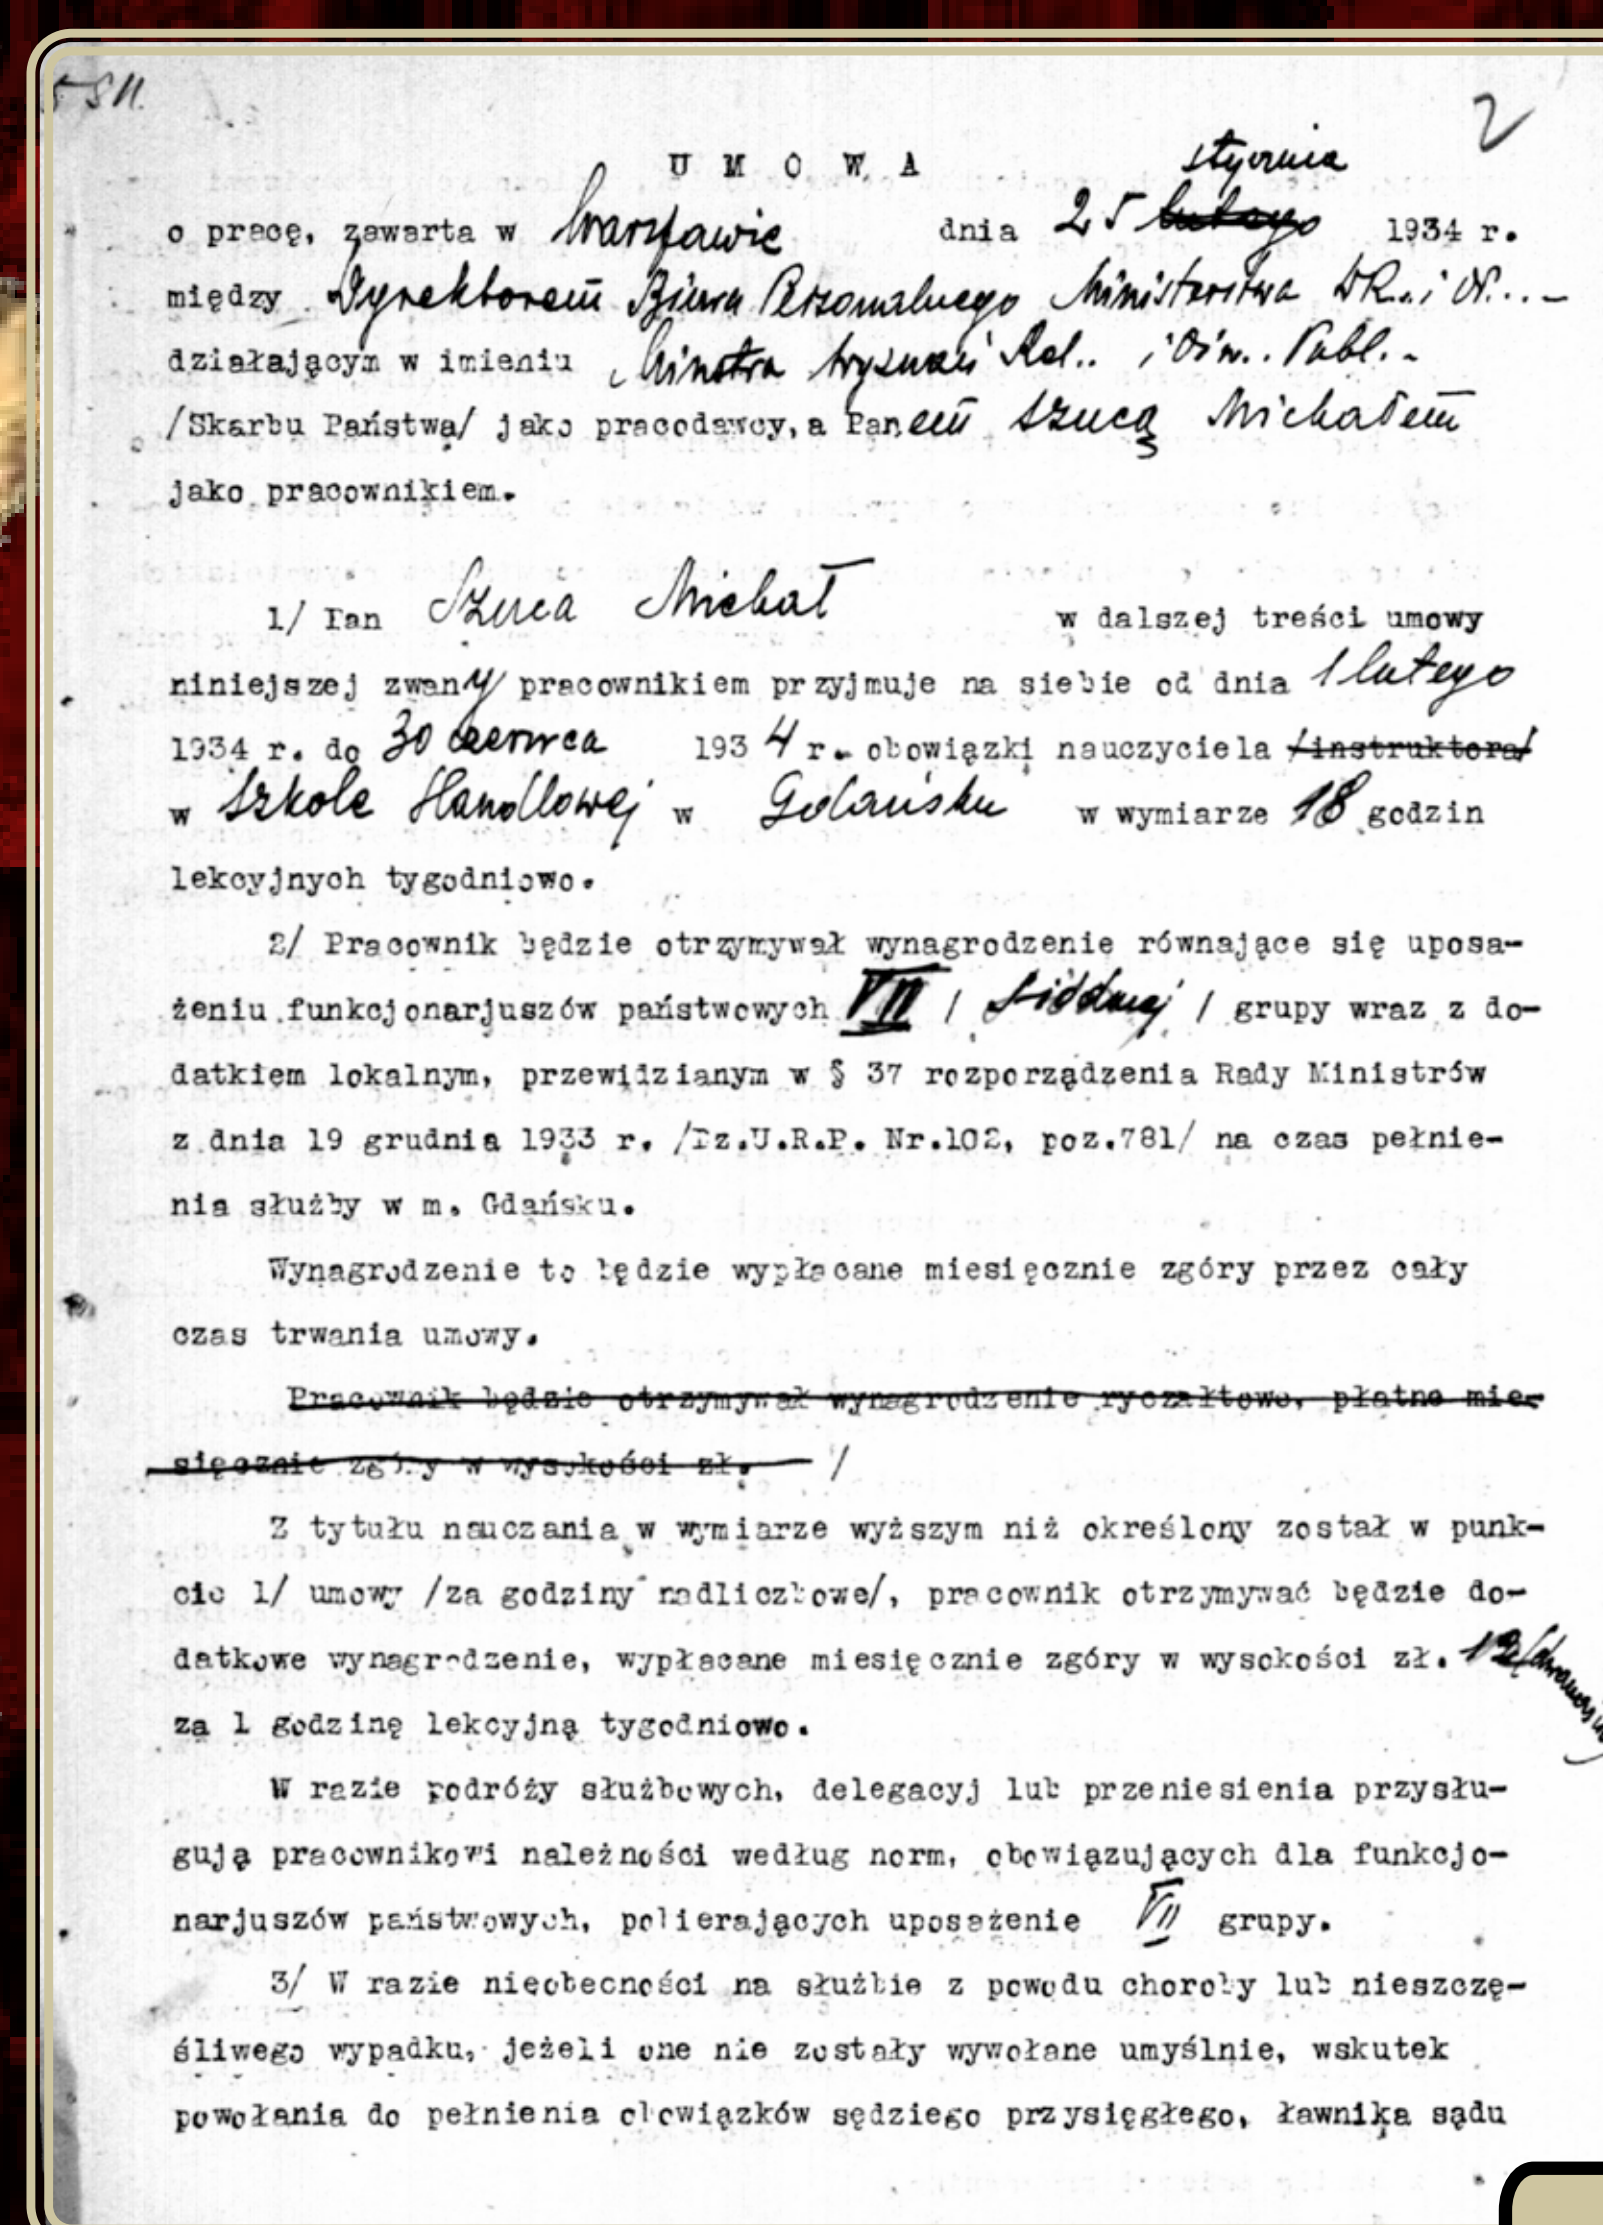 2
U M O W A
stycznia
o pracę, zawarta w Warszawie dnia 25 lutego 1934 r.
między Dyrektorem Biura Personalnego Ministerstwa WR. i OP...-
działającym w imieniu Ministra Wyznań Rel.. i Ośw.. Publ.-
/Skarbu Państwa/ jako pracodawcy, a Panem Szucą Michałem
jako pracownikiem.
1/ Pan Szuca Michał w dalszej treści umowy
niniejszej zwany pracownikiem przyjmuje na siebie od dnia 1 lutego
1934 r. do 30 czerwca 1934 r. obowiązki nauczyciela /instruktora/
w Szkole Handlowej w Gdańsku w wymiarze 18 godzin
lekcyjnych tygodniowo.
2/ Pracownik będzie otrzymywał wynagrodzenie równające się uposa-
żeniu funkcjonarjuszów państwowych VII / siódmej / grupy wraz z do-
datkiem lokalnym, przewidzianym w § 37 rozporządzenia Rady Ministrów
z dnia 19 grudnia 1933 r. /Dz.U.R.P. Nr.102, poz.781/ na czas pełnie-
nia służby w m. Gdańsku.
Wynagrodzenie to będzie wypłacane miesięcznie zgóry przez cały
czas trwania umowy.
Pracownik będzie otrzymywał wynagrodzenie ryczałtowe, płatne mie-
sięcznie zgóry w wysokości zł. /
Z tytułu nauczania w wymiarze wyższym niż określony został w punk-
cie 1/ umowy /za godziny nadliczbowe/, pracownik otrzymywać będzie do-
datkowe wynagrodzenie, wypłacane miesięcznie zgóry w wysokości zł.
za 1 godzinę lekcyjną tygodniowo.
W razie podróży służbowych, delegacyj lub przeniesienia przysłu-
gują pracownikowi należności według norm, obowiązujących dla funkcjo-
narjuszów państwowych, pobierających uposażenie VII grupy.
3/ W razie nieobecności na służbie z powodu choroby lub nieszczę-
śliwego wypadku, jeżeli one nie zostały wywołane umyślnie, wskutek
powołania do pełnienia obowiązków sędziego przysięgłego, ławnika sądu